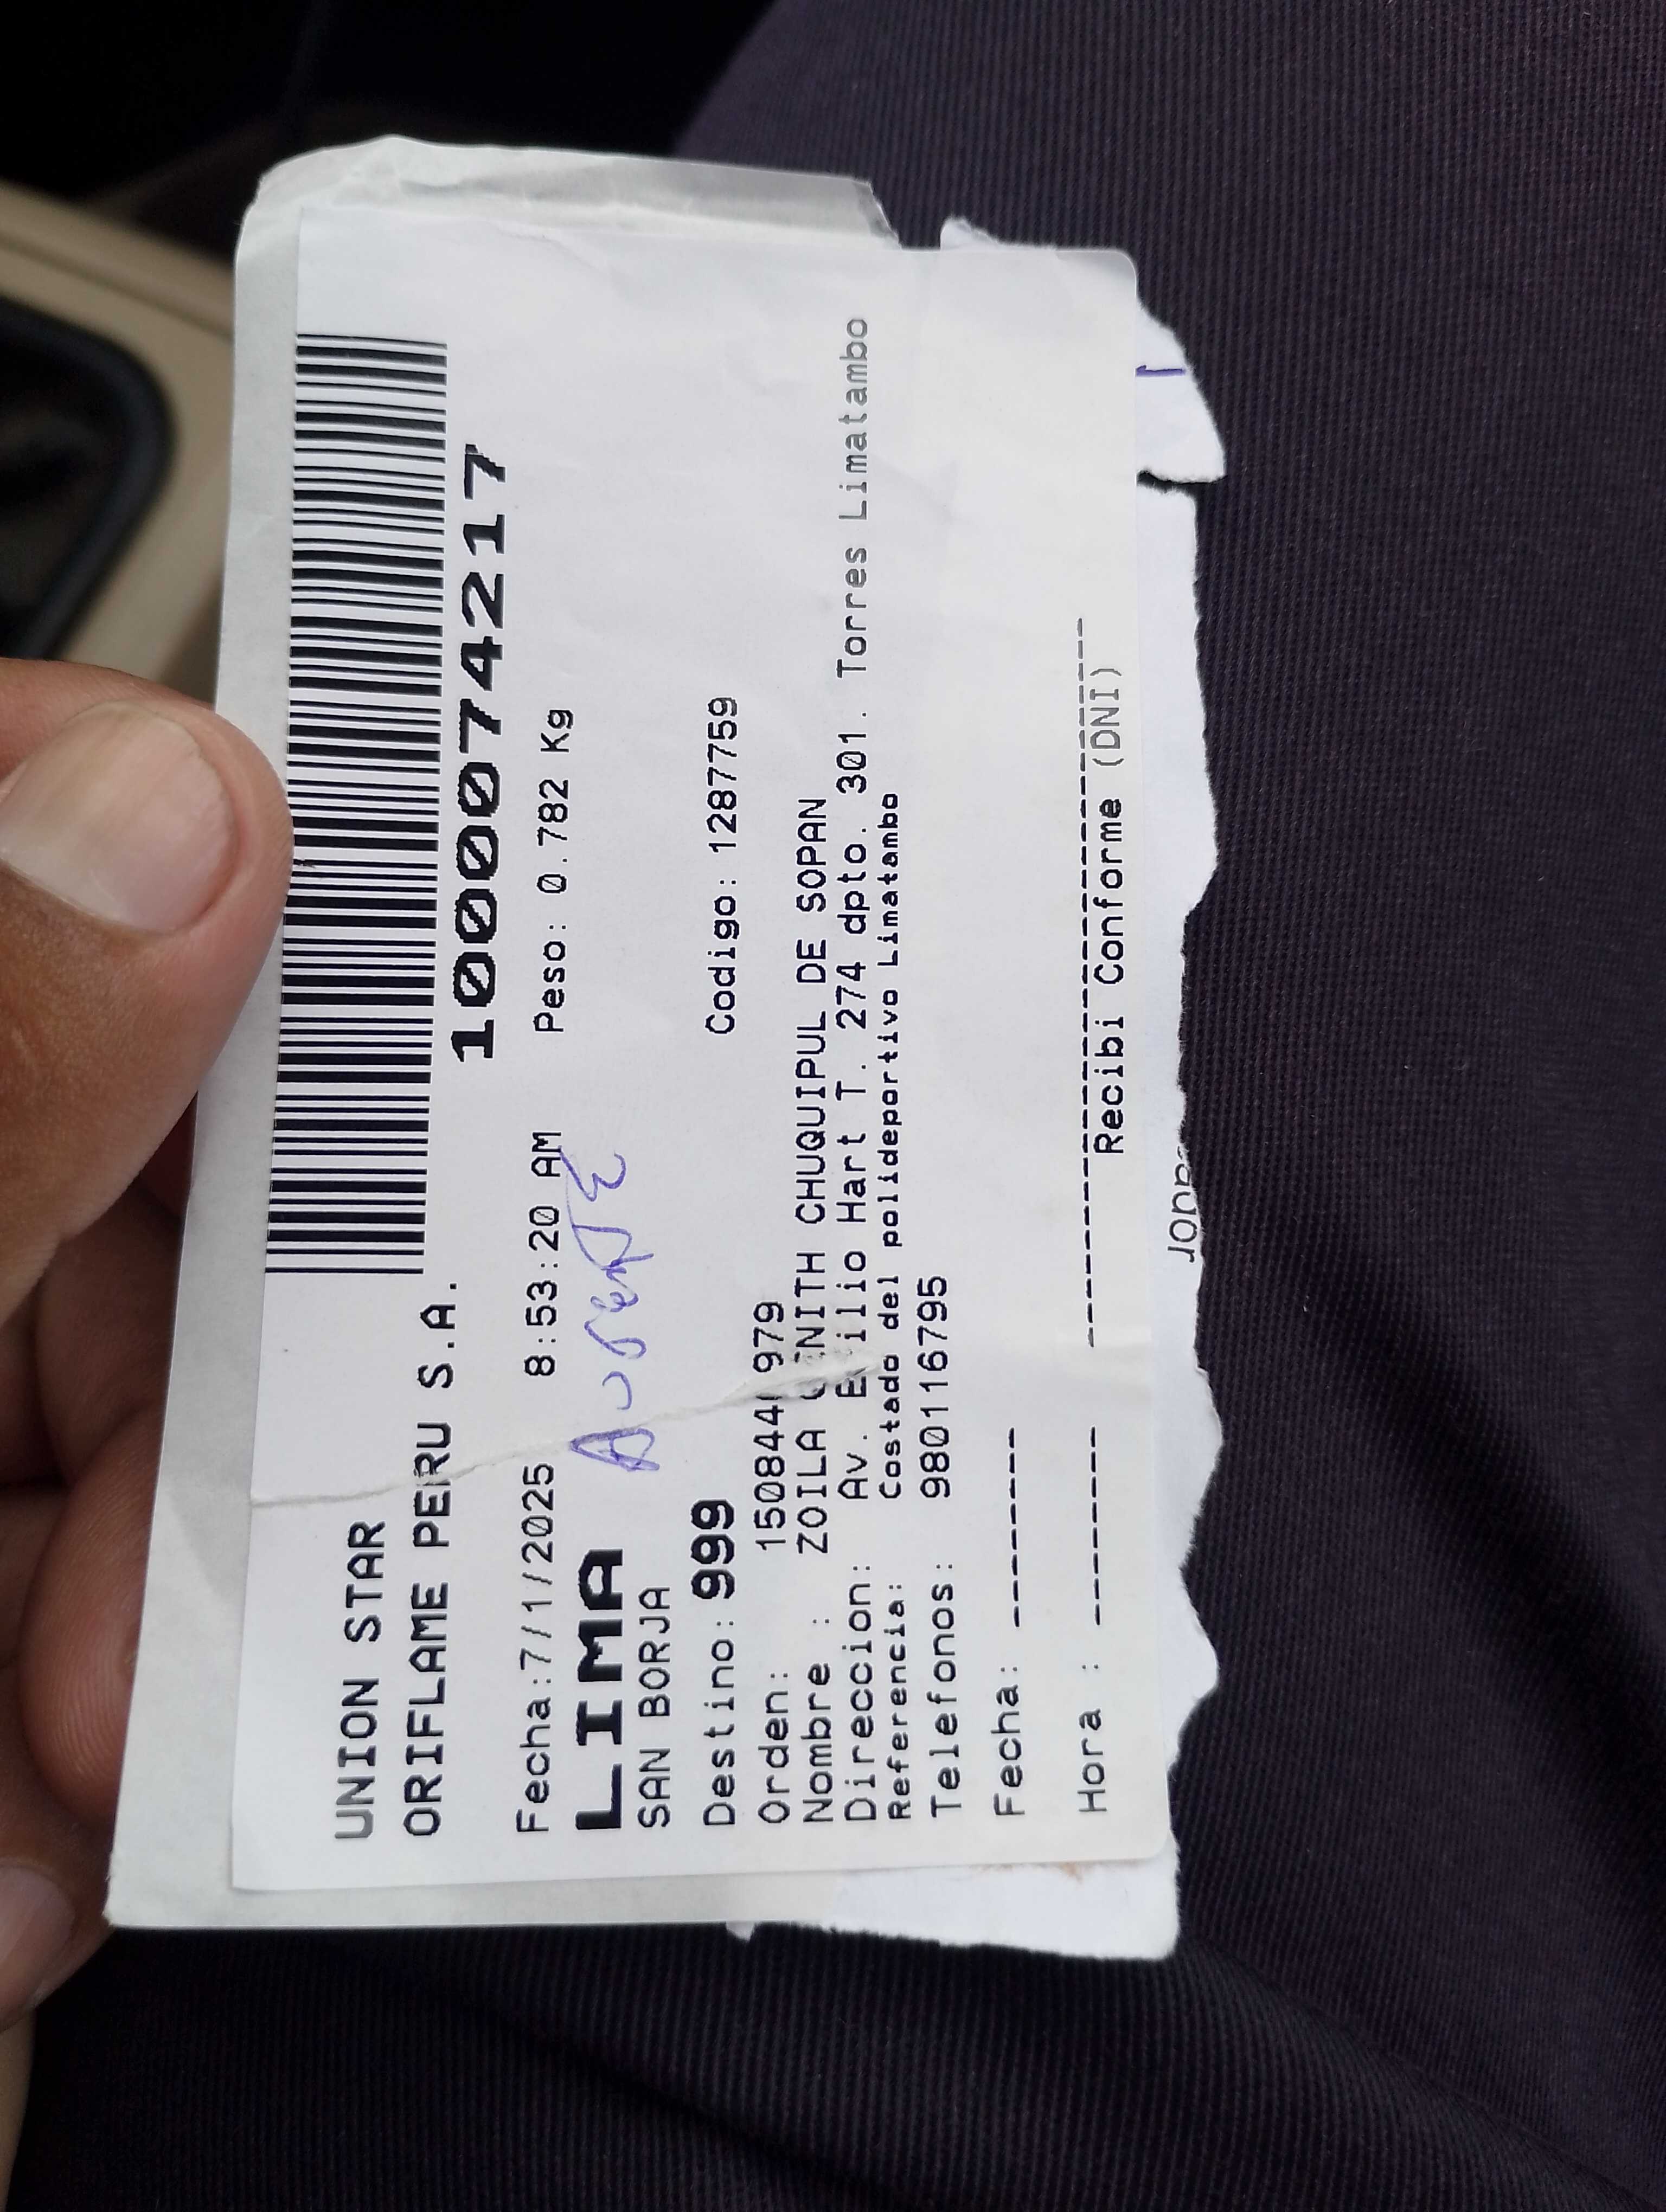 UNION STAR
ORIFLAME PERU S.A.
1000074217
Fecha:7/1/2025 8:53:20 AM Peso: 0.782 Kg
LIMA AUSENTE
SAN BORJA
Destino: 999 Codigo: 1287759
Orden: 979
Nombre : ZOILA CHUQUIPUL DE SOPAN
Direccion: Av. Hart T. 274 dpto. 301. Torres Limatambo
Referencia: Costado del polideportivo Limatambo
Telefonos: 980116795
Fecha: --------
Hora : --------
Recibi Conforme (DNI)